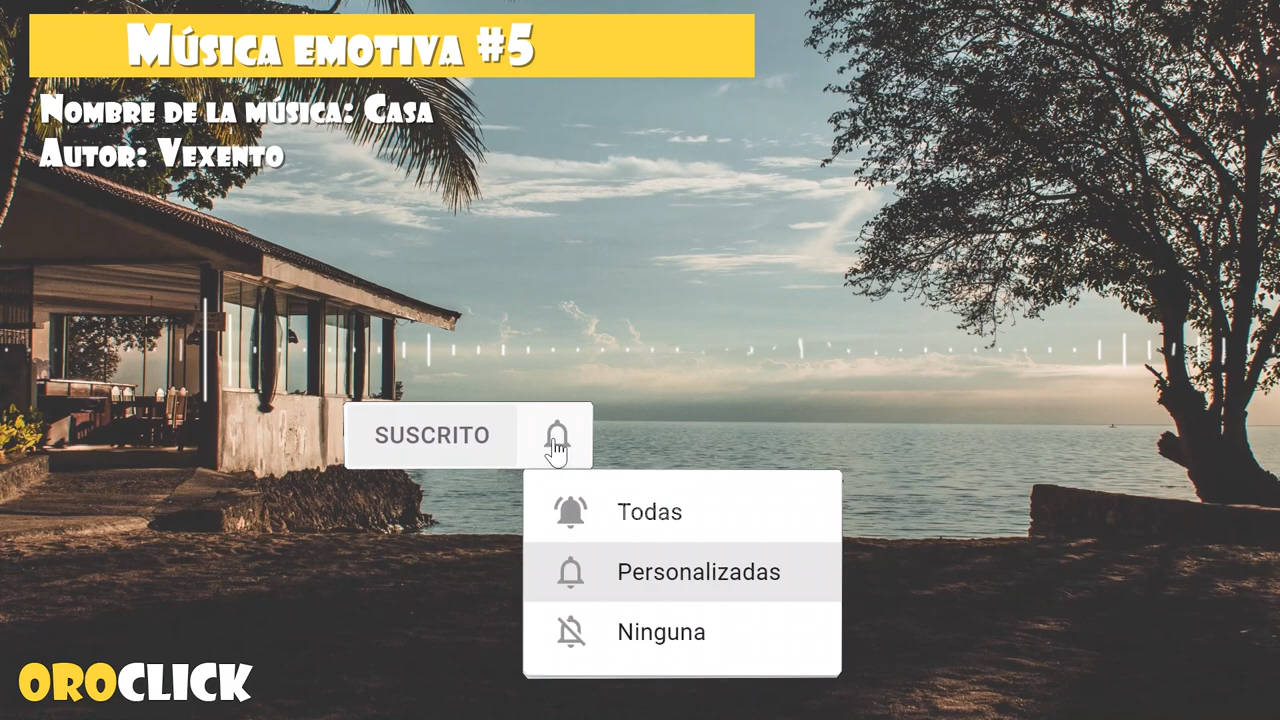 Música emotiva #5
Nombre de la música: Casa
Autor: Vexento
SUSCRITO
Todas
Personalizadas
Ninguna
OROCLICK